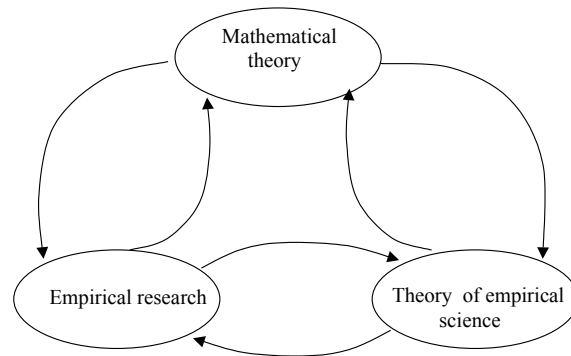 Mathematical
theory
Empirical research
Theory of empirical
science